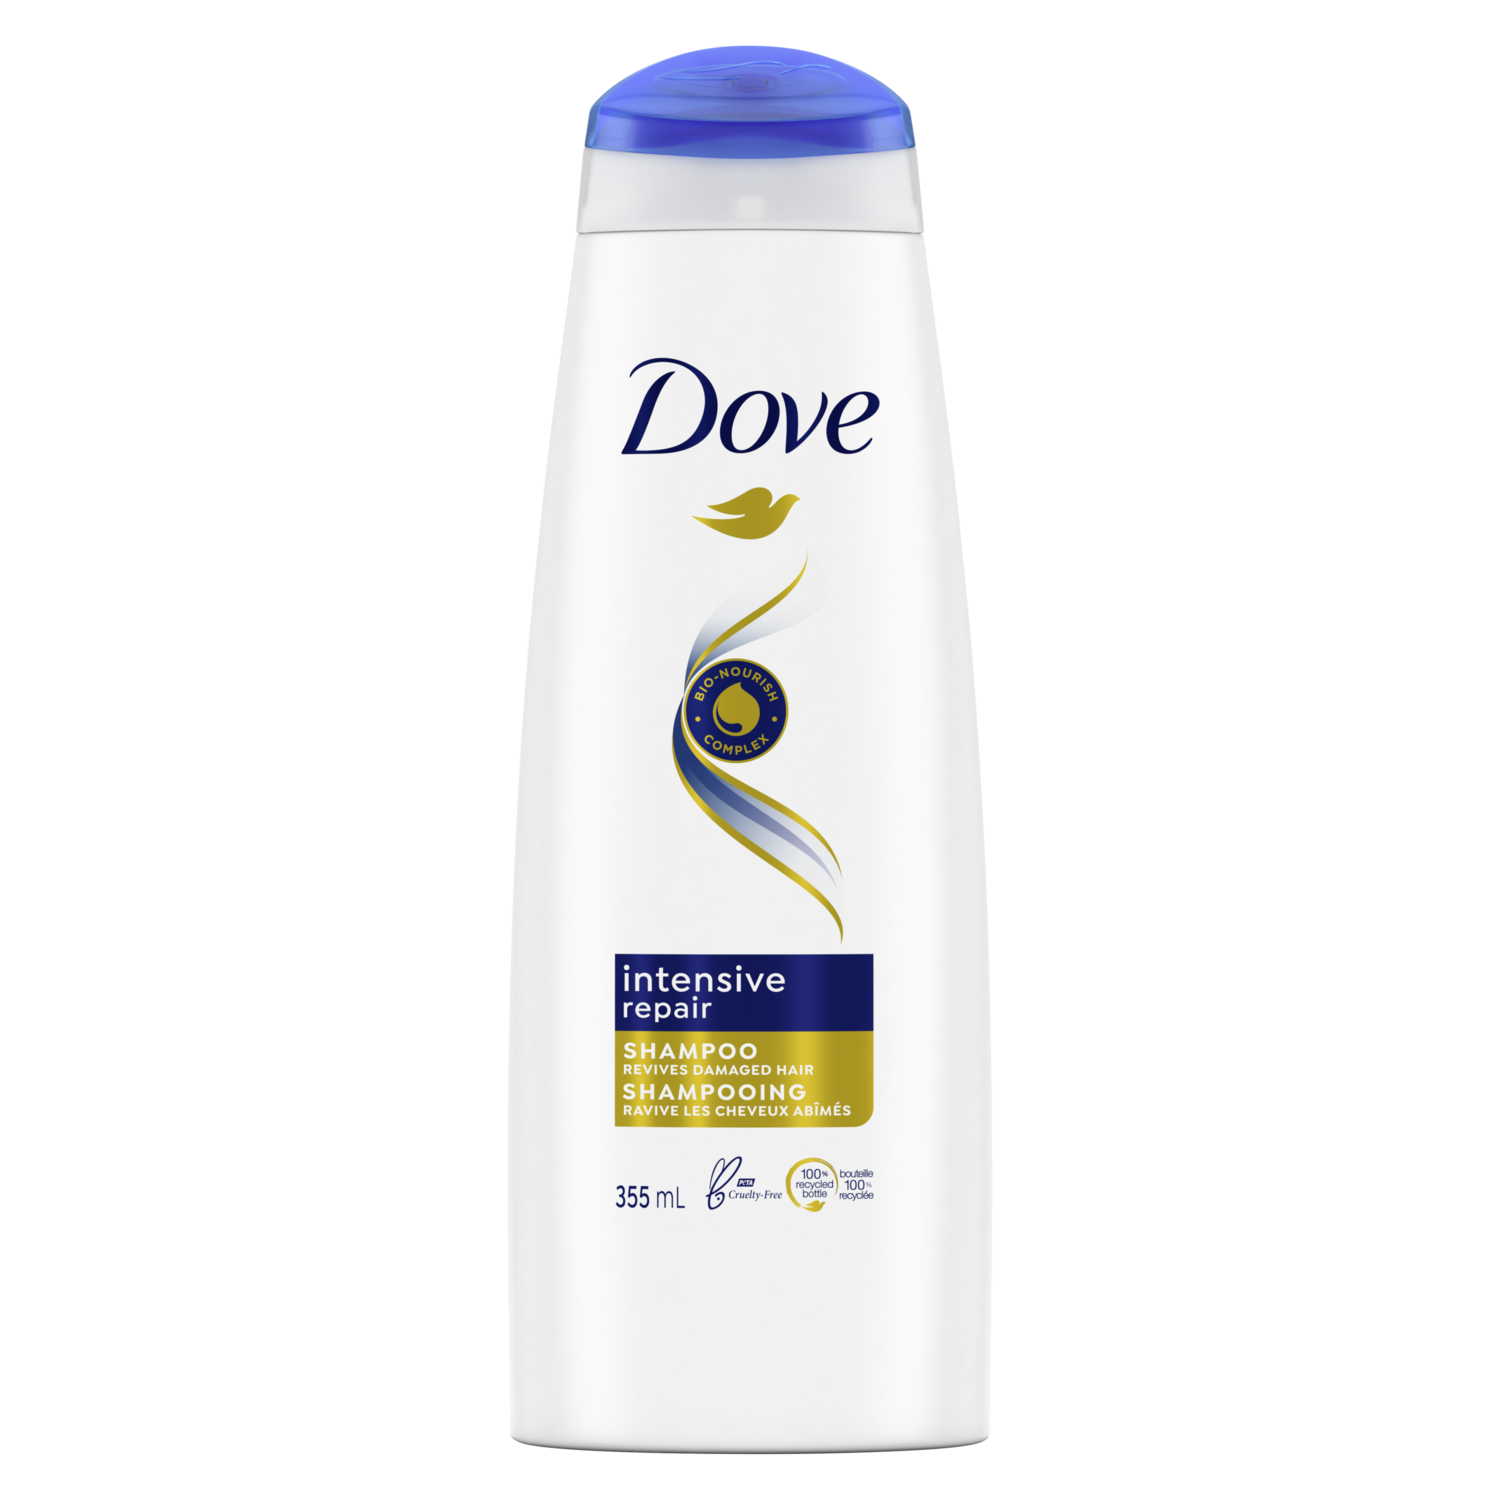 Dove
BIO-NOURISH
COMPLEX
intensive
repair
SHAMPOO
REVIVES DAMAGED HAIR
SHAMPOOING
RAVIVE LES CHEVEUX ABÎMÉS
355 mL
PETA
Cruelty-Free
100%
recycled
bottle
bouteille
100%
recyclée